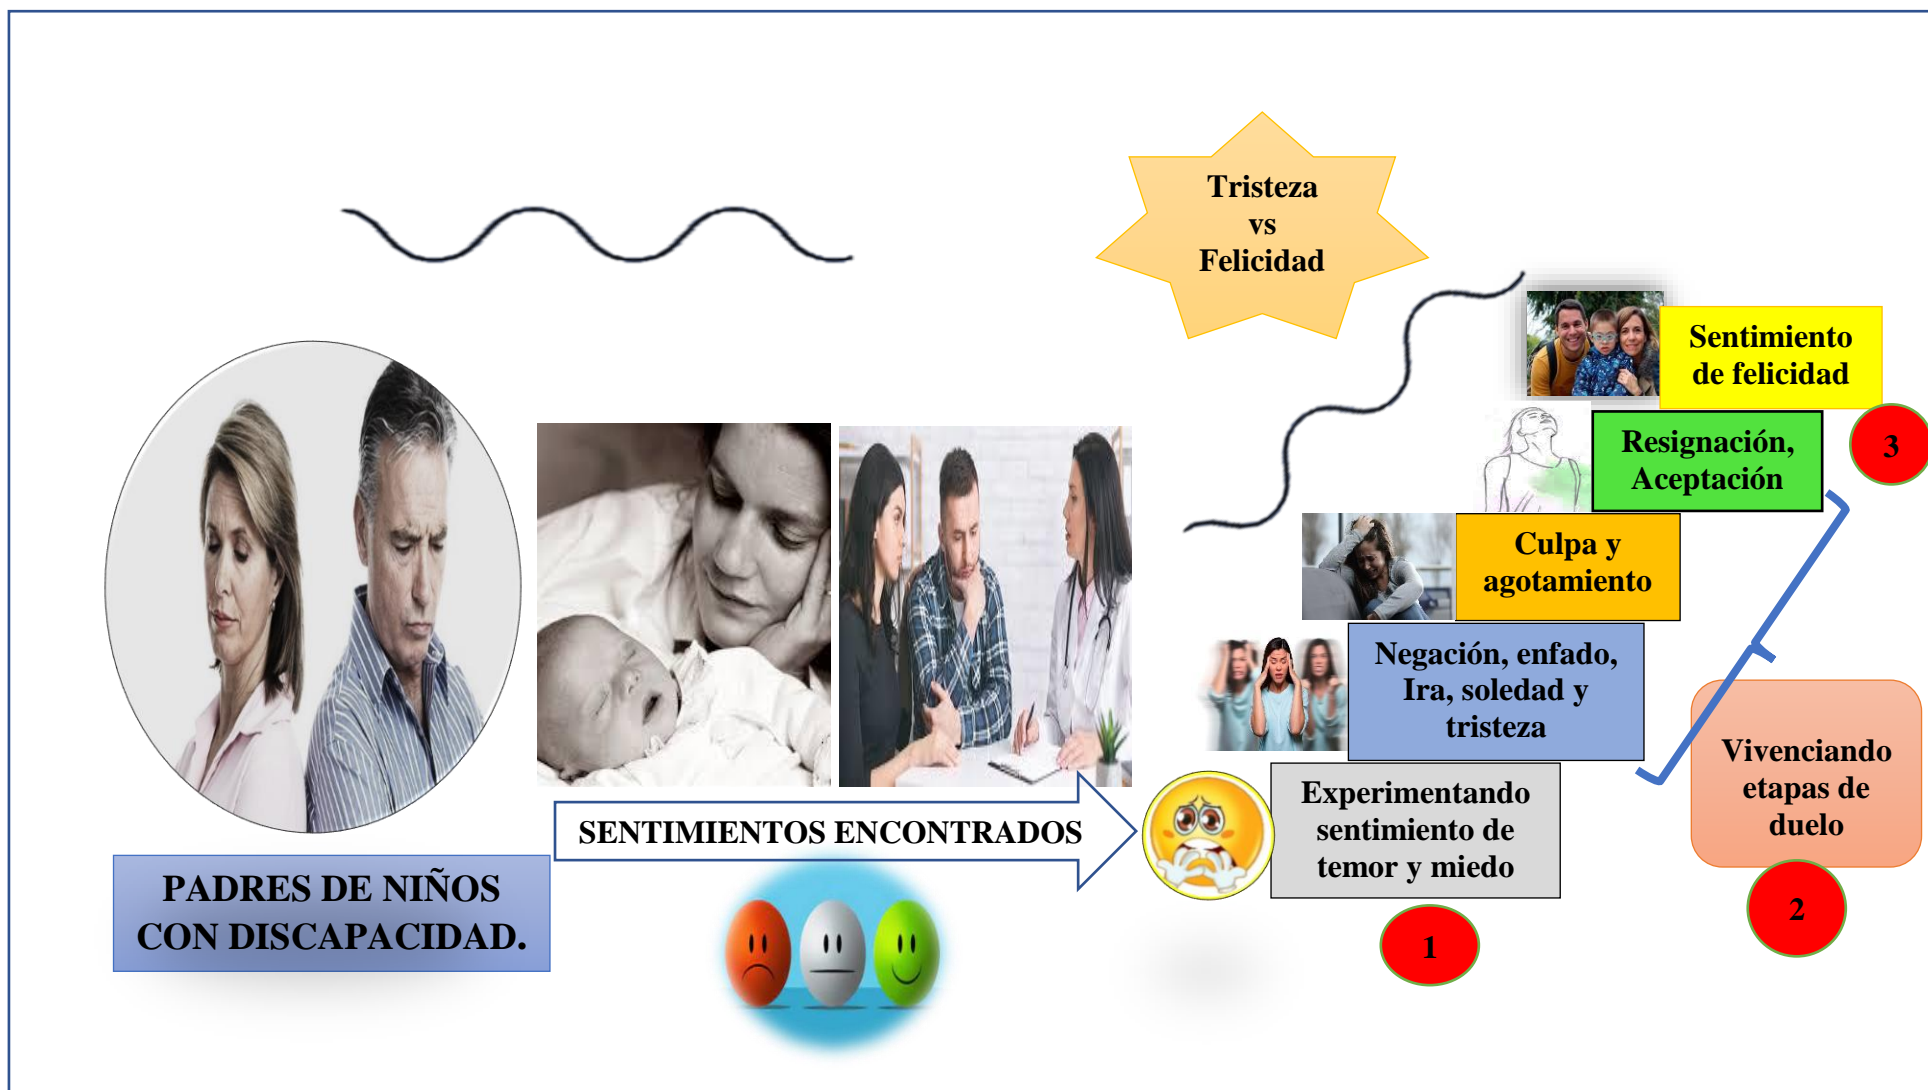 Tristeza
vs
Felicidad
Sentimiento
de felicidad
Resignación,
Aceptación
3
Culpa y
agotamiento
Negación, enfado,
Ira, soledad y
tristeza
Vivenciando
etapas de
duelo
2
Experimentando
sentimiento de
temor y miedo
1
SENTIMIENTOS ENCONTRADOS
PADRES DE NIÑOS
CON DISCAPACIDAD.